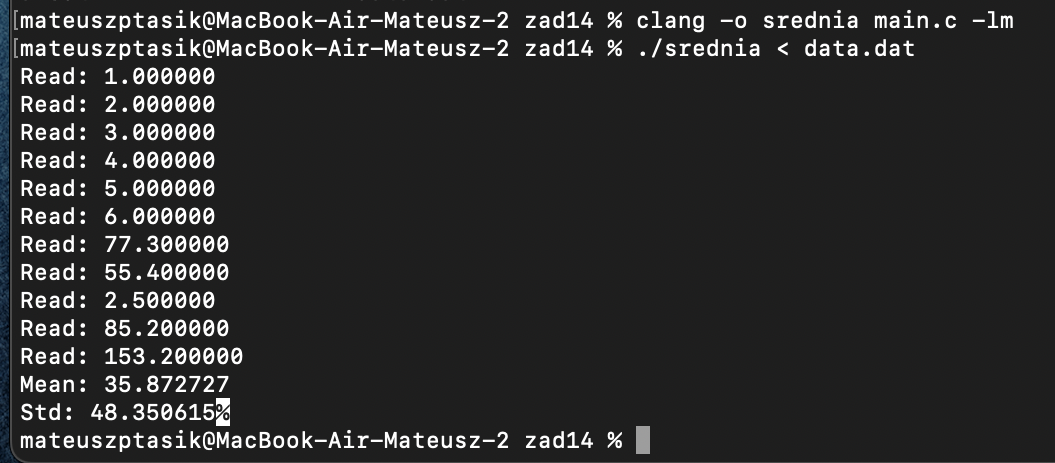 [mateuszptasik@MacBook-Air-Mateusz-2 zad14 % clang -o srednia main.c -lm
[mateuszptasik@MacBook-Air-Mateusz-2 zad14 % ./srednia < data.dat
Read: 1.000000
Read: 2.000000
Read: 3.000000
Read: 4.000000
Read: 5.000000
Read: 6.000000
Read: 77.300000
Read: 55.400000
Read: 2.500000
Read: 85.200000
Read: 153.200000
Mean: 35.872727
Std: 48.350615%
mateuszptasik@MacBook-Air-Mateusz-2 zad14 %